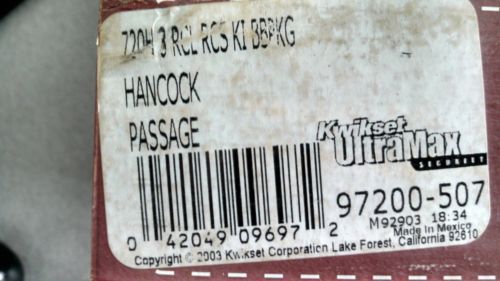 720H 3 RCL RCS KI BBPKG
HANCOCK
PASSAGE
Kwikset
UltraMax
SECURITY
97200-507
M92903 18:34
Made in Mexico
0 42049 09697 2
Copyright © 2003 Kwikset Corporation Lake Forest, California 92610